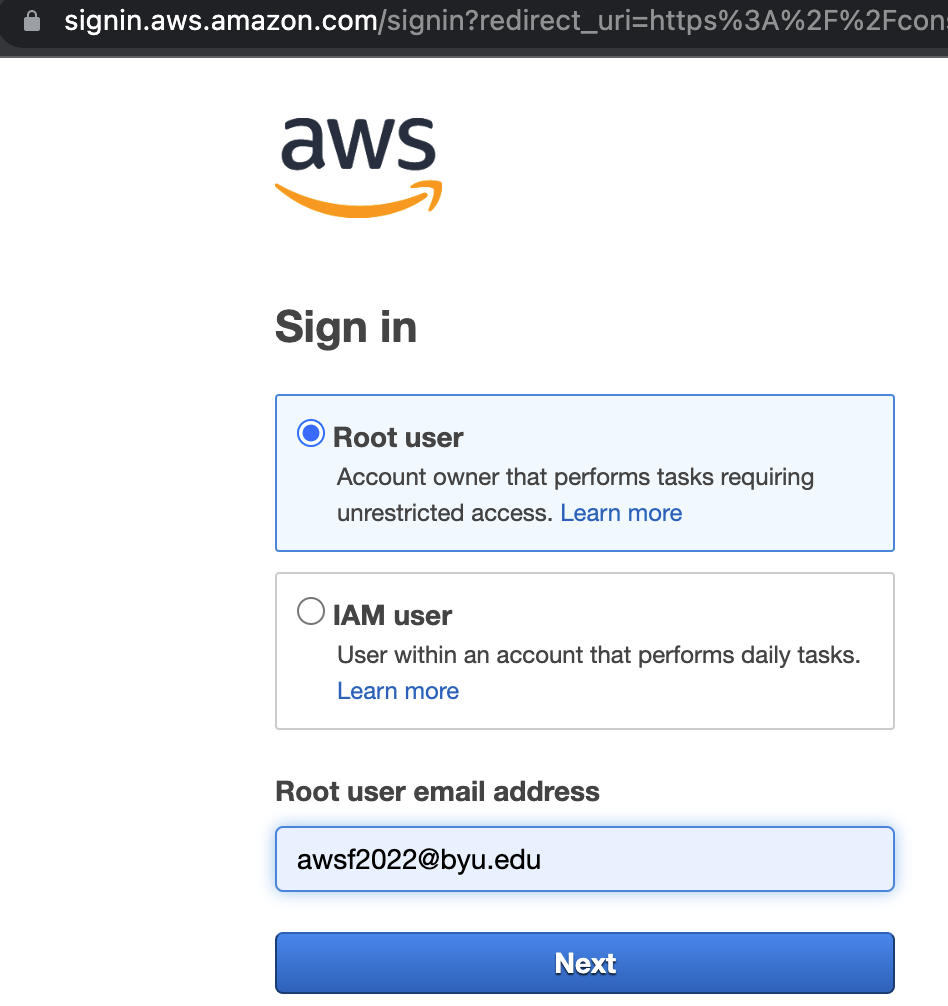 signin.aws.amazon.com/signin?redirect_uri=https%3A%2F%2Fcon
aws
Sign in
Root user
Account owner that performs tasks requiring
unrestricted access. Learn more
IAM user
User within an account that performs daily tasks.
Learn more
Root user email address
awsf2022@byu.edu
Next